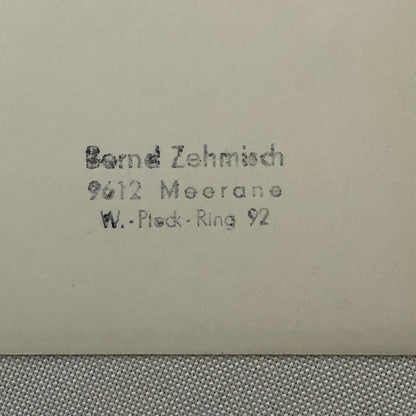 Bernd Zehmisch
9612 Meerane
W.-Pieck-Ring 92